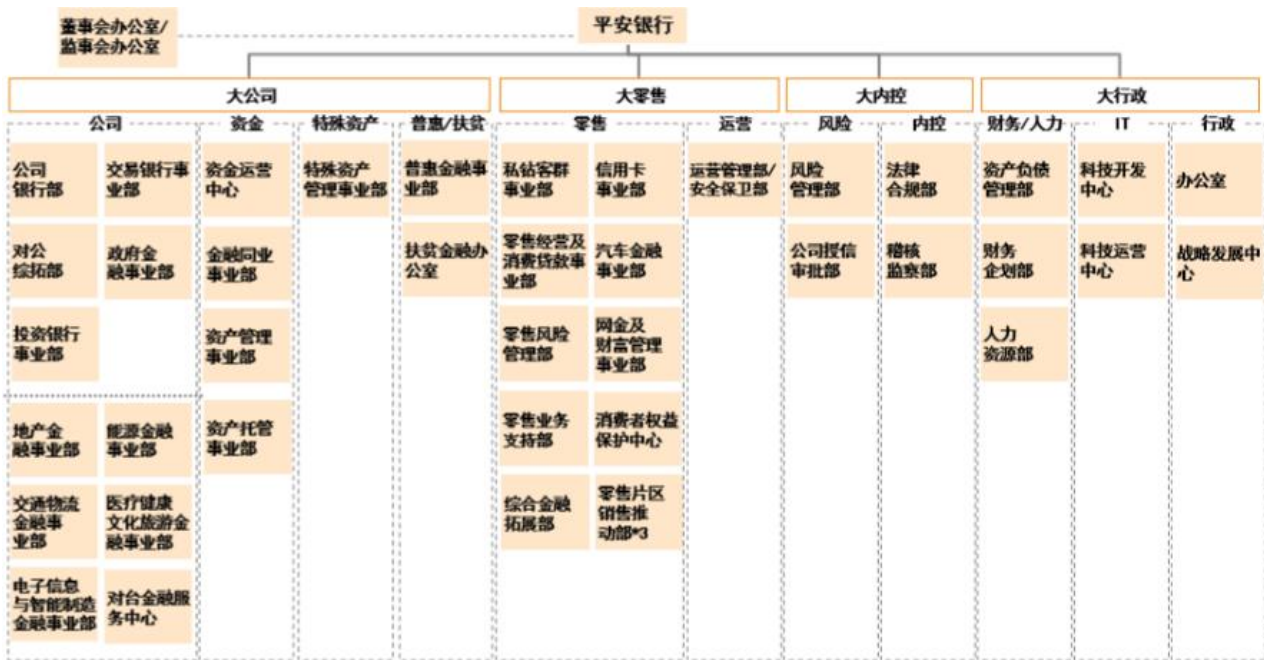 董事会办公室/
监事会办公室
平安银行
大公司
大零售
大内控
大行政
公司
资金
特殊资产
普惠/扶贫
零售
运营
风险
内控
财务/人力
IT
行政
公司
银行部
交易银行事
业部
资金运营
中心
特殊资产
管理事业部
普惠金融事
业部
私钻客群
事业部
信用卡
事业部
运营管理部/
安全保卫部
风险
管理部
法律
合规部
资产负债
管理部
科技开发
中心
办公室
对公
综拓部
政府金
融事业部
金融同业
事业部
扶贫金融办
公室
零售经营及
消费贷款事
业部
汽车金融
事业部
公司授信
审批部
稽核
监察部
财务
企划部
科技运营
中心
战略发展中
心
投资银行
事业部
资产管理
事业部
零售风险
管理部
网金及
财富管理
事业部
人力
资源部
地产金
融事业部
能源金融
事业部
资产托管
事业部
零售业务
支持部
消费者权益
保护中心
交通物流
金融事
业部
医疗健康
文化旅游金
融事业部
综合金融
拓展部
零售片区
销售推
动部*3
电子信息
与智能制造
金融事业部
对台金融服
务中心